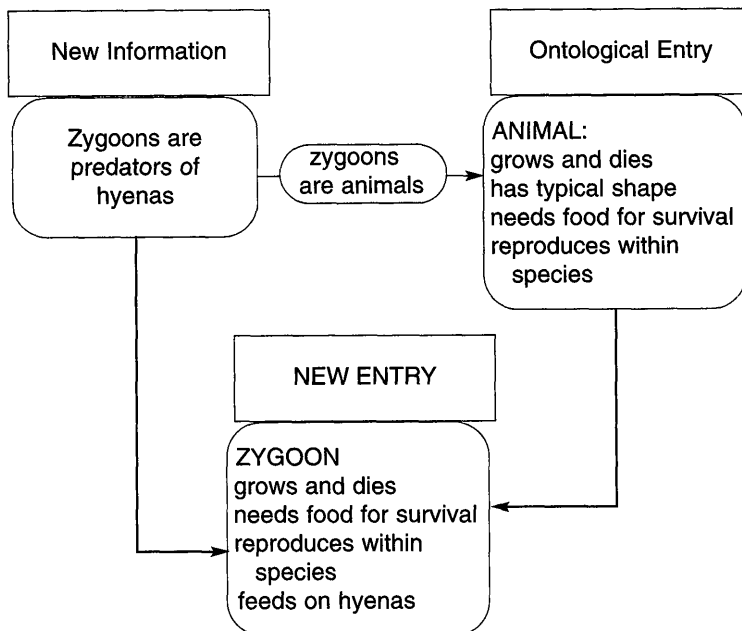 New Information
Zygoons are
predators of
hyenas
zygoons
are animals
Ontological Entry
ANIMAL:
grows and dies
has typical shape
needs food for survival
reproduces within
species
NEW ENTRY
ZYGOON
grows and dies
needs food for survival
reproduces within
species
feeds on hyenas